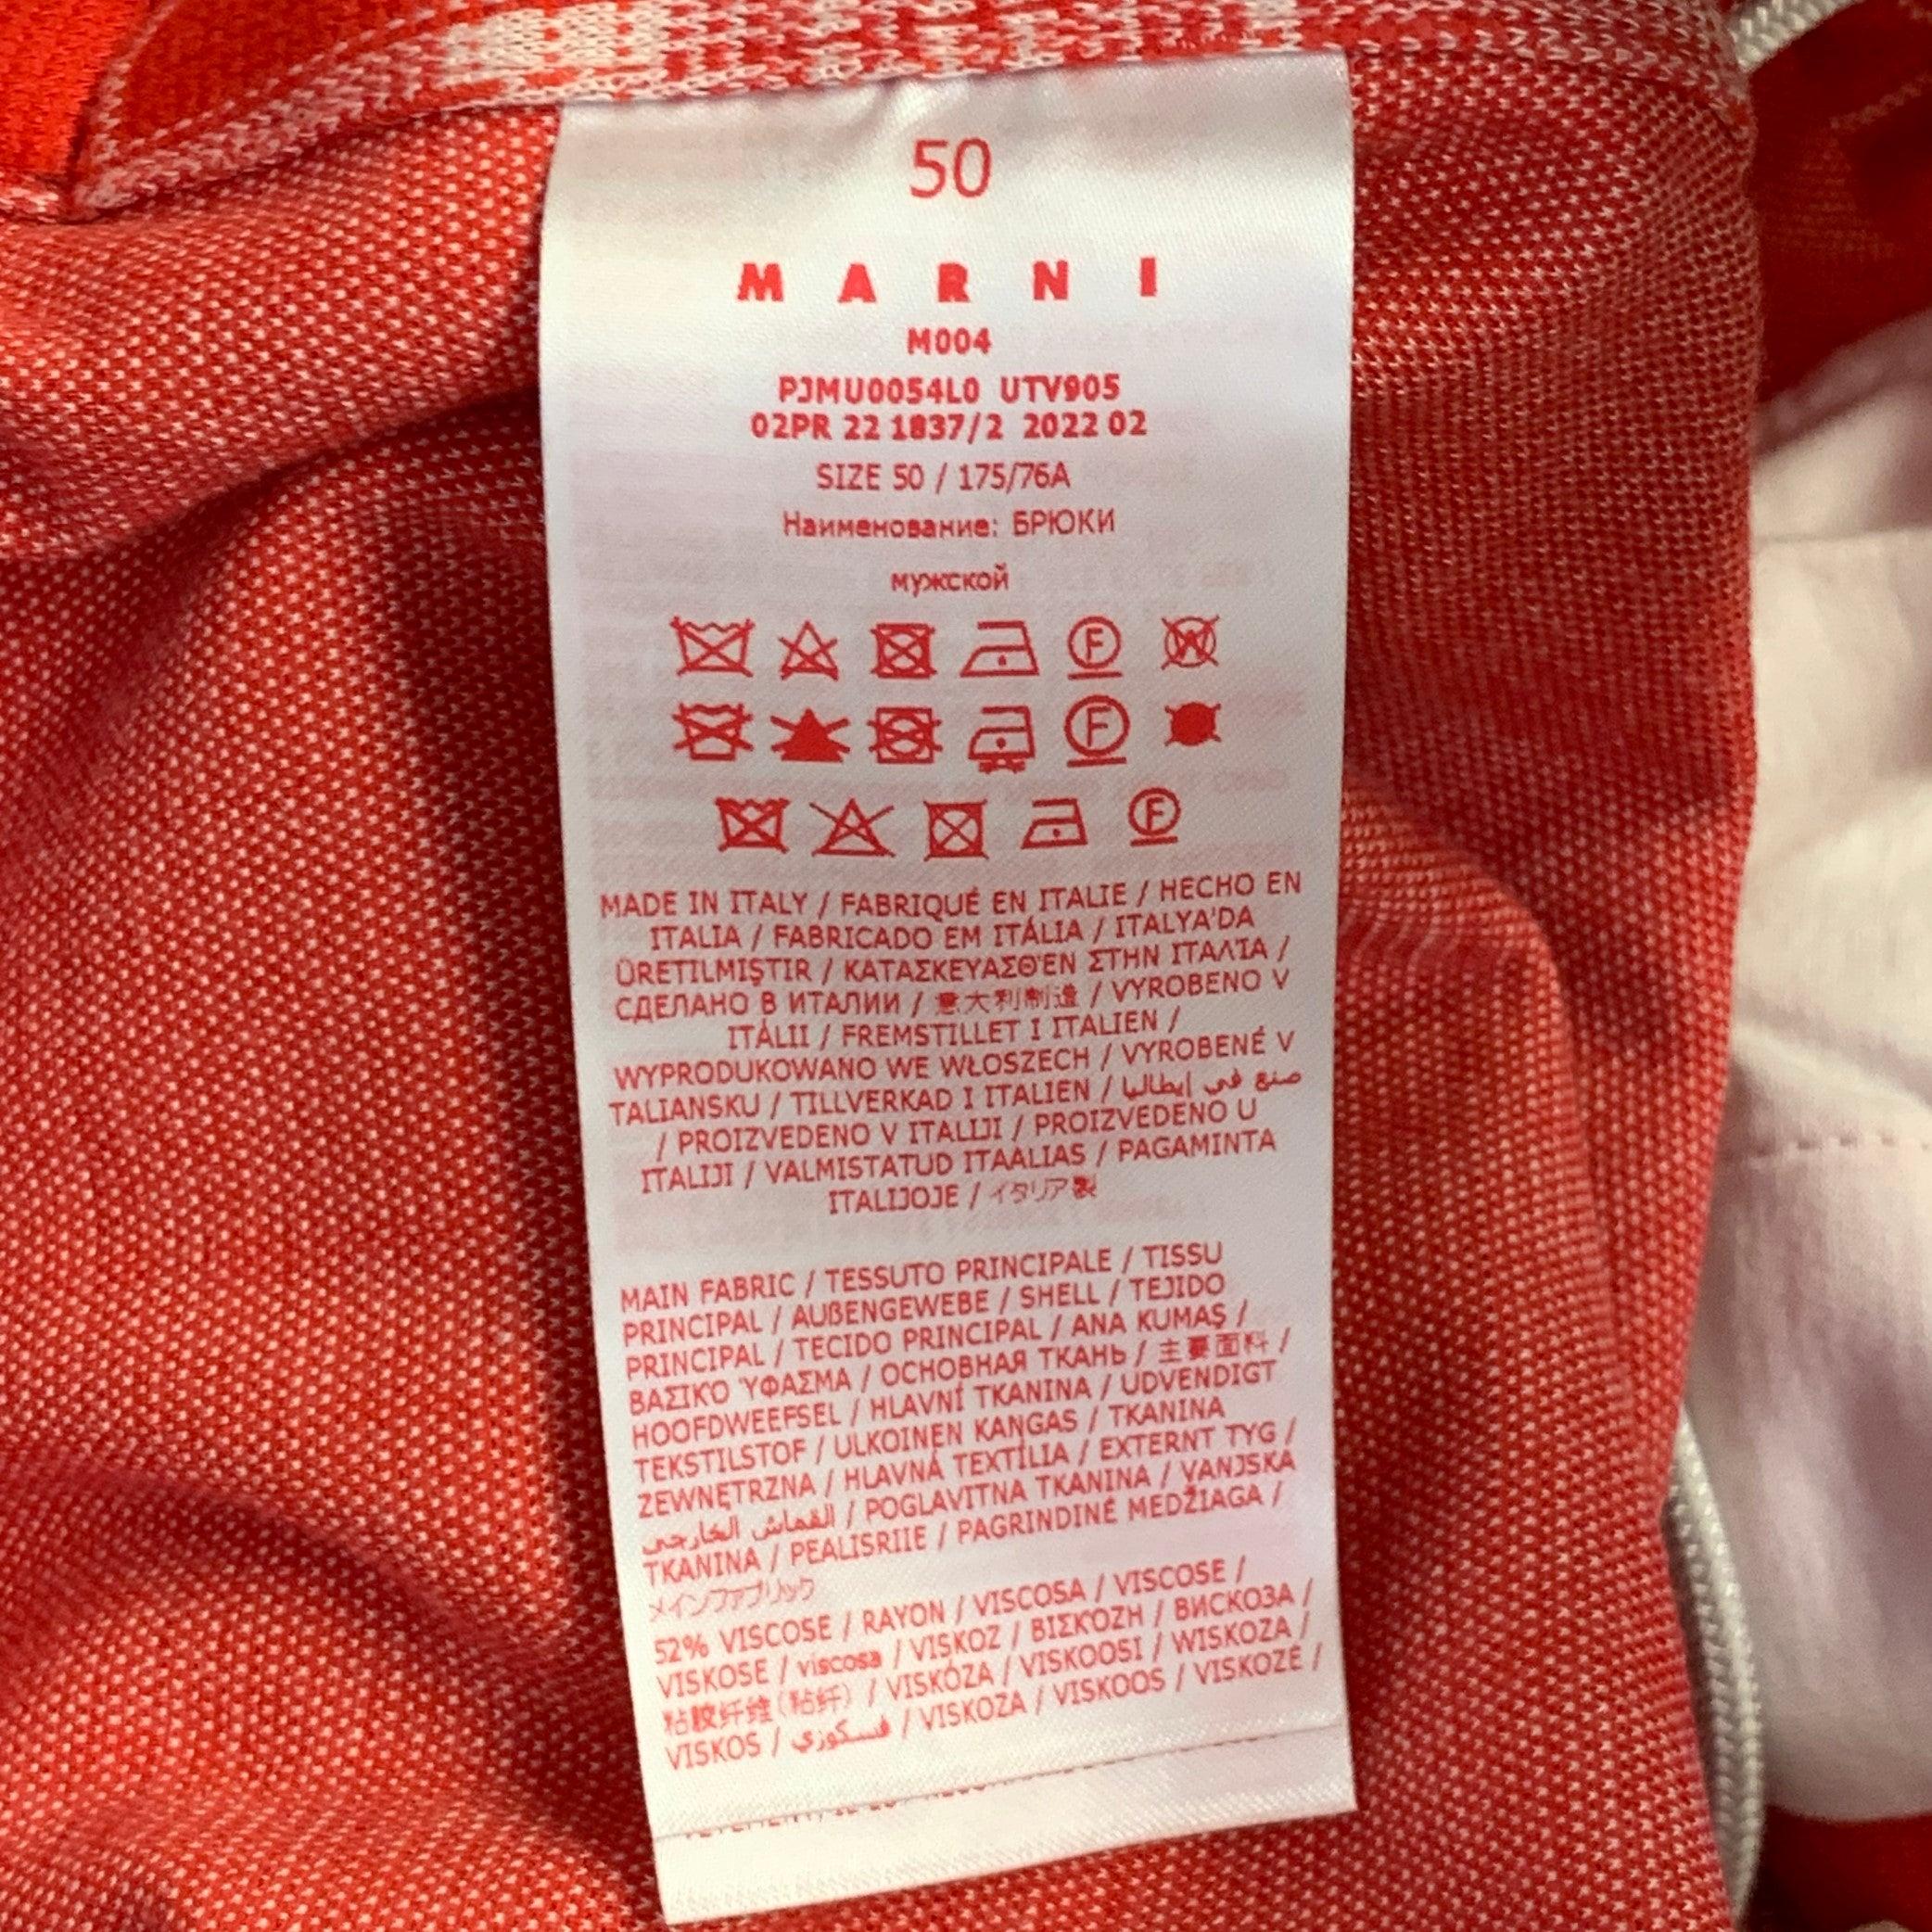 50
MARNI
M004
PJMU0054L0 UTV905
02PR 22 1837/2 2022 02
SIZE 50 / 175/76A
Наименование: БРЮКИ
мужской
F W
F
F
MADE IN ITALY / FABRIQUÉ EN ITALIE / HECHO EN
ITALIA / FABRICADO EM ITÁLIA / ITALYA'DA
ÜRETILMIŞTIR / ΚΑΤΑΣΚΕΥΑΣΘΈΝ ΣΤΗΝ ΙΤΑΛΊΑ /
СДЕЛАНО В ИТАЛИИ / 意大利制造 / VYROBENO V
ITÁLII / FREMSTILLET I ITALIEN /
WYPRODUKOWANO WE WŁOSZECH / VYROBENÉ V
TALIANSKU / TILLVERKAD I ITALIEN / صنع في إيطاليا
/ PROIZVEDENO V ITALIJI / PROIZVEDENO U
ITALIJI / VALMISTATUD ITAALIAS / PAGAMINTA
ITALIJOJE / イタリア製
MAIN FABRIC / TESSUTO PRINCIPALE / TISSU
PRINCIPAL / AUßENGEWEBE / SHELL / TEJIDO
PRINCIPAL / TECIDO PRINCIPAL / ANA KUMAŞ /
ΒΑΣΙΚΌ ΎΦΑΣΜΑ / ОСНОВНАЯ ТКАНЬ / 主要面料 /
HOOFDWEEFSEL / HLAVNÍ TKANINA / UDVENDIGT
TEKSTILSTOF / ULKOINEN KANGAS / TKANINA
ZEWNĘTRZNA / HLAVNÁ TEXTÍLIA / EXTERNT TYG /
القماش الخارجي / POGLAVITNA TKANINA / VANJSKA
TKANINA / PEALISRIIE / PAGRINDINĖ MEDŽIAGA /
メインファブリック
52% VISCOSE / RAYON / VISCOSA / VISCOSE /
VISKOSE / viscosa / VISKOZ / ΒΙΣΚΌΖΗ / ВИСКОЗА /
粘胶纤维（粘纤） / VISKÓZA / VISKOOSI / WISKOZA /
VISKOS / فسكوزي / VISKOZA / VISKOOS / VISKOZĖ /